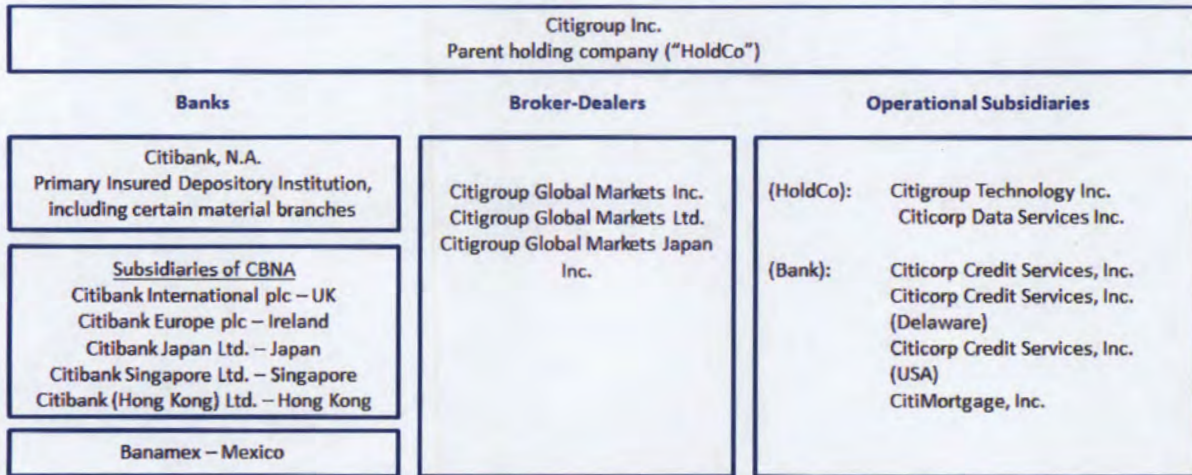 Citigroup Inc.
Parent holding company (“HoldCo”)
Banks
Citibank, N.A.
Primary Insured Depository Institution,
including certain material branches
Subsidiaries of CBNA
Citibank International plc – UK
Citibank Europe plc – Ireland
Citibank Japan Ltd. – Japan
Citibank Singapore Ltd. – Singapore
Citibank (Hong Kong) Ltd. – Hong Kong
Banamex – Mexico
Broker-Dealers
Citigroup Global Markets Inc.
Citigroup Global Markets Ltd.
Citigroup Global Markets Japan
Inc.
Operational Subsidiaries
(HoldCo): Citigroup Technology Inc.
Citicorp Data Services Inc.
(Bank): Citicorp Credit Services, Inc.
Citicorp Credit Services, Inc.
(Delaware)
Citicorp Credit Services, Inc.
(USA)
CitiMortgage, Inc.